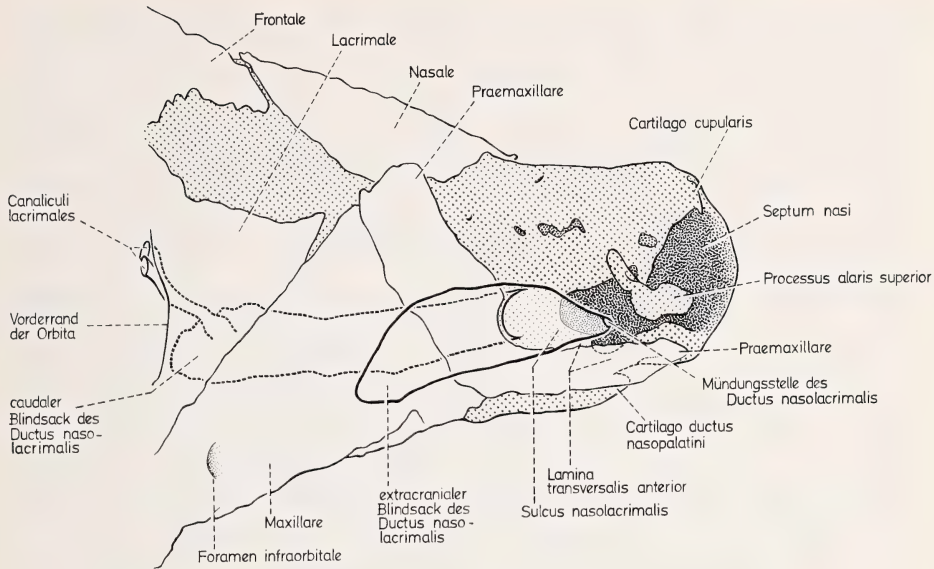 Frontale
Lacrimale
Nasale
Praemaxillare
Cartilago cupularis
Canaliculi
lacrimales
Septum nasi
Processus alaris superior
Vorderrand
der Orbita
Praemaxillare
Mündungsstelle des
Ductus nasolacrimalis
caudaler
Blindsack des
Ductus naso-
lacrimalis
Cartilago ductus
nasopalatini
Lamina
transversalis anterior
Sulcus nasolacrimalis
extracranialer
Blindsack des
Ductus naso-
lacrimalis
Maxillare
Foramen infraorbitale